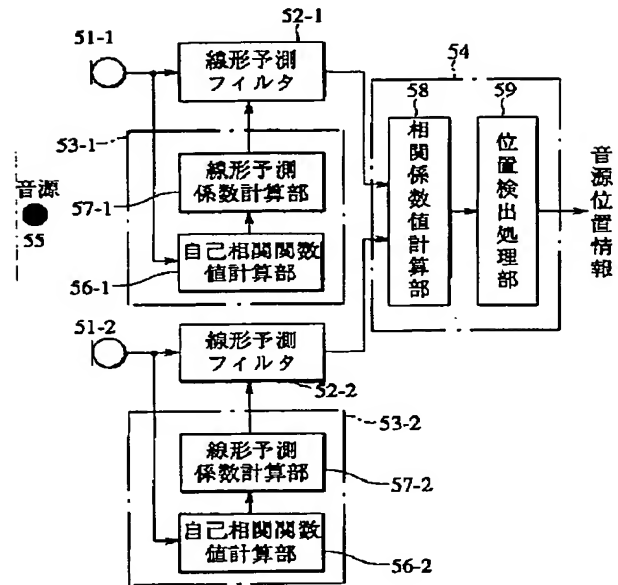 52-1
51-1
線形予測
フィルタ
54
58
59
53-1
線形予測
係数計算部
57-1
音源
55
自己相関関数
値計算部
56-1
相関係数値計算部
位置検出処理部
音源位置情報
51-2
線形予測
フィルタ
52-2
53-2
線形予測
係数計算部
57-2
自己相関関数
値計算部
56-2